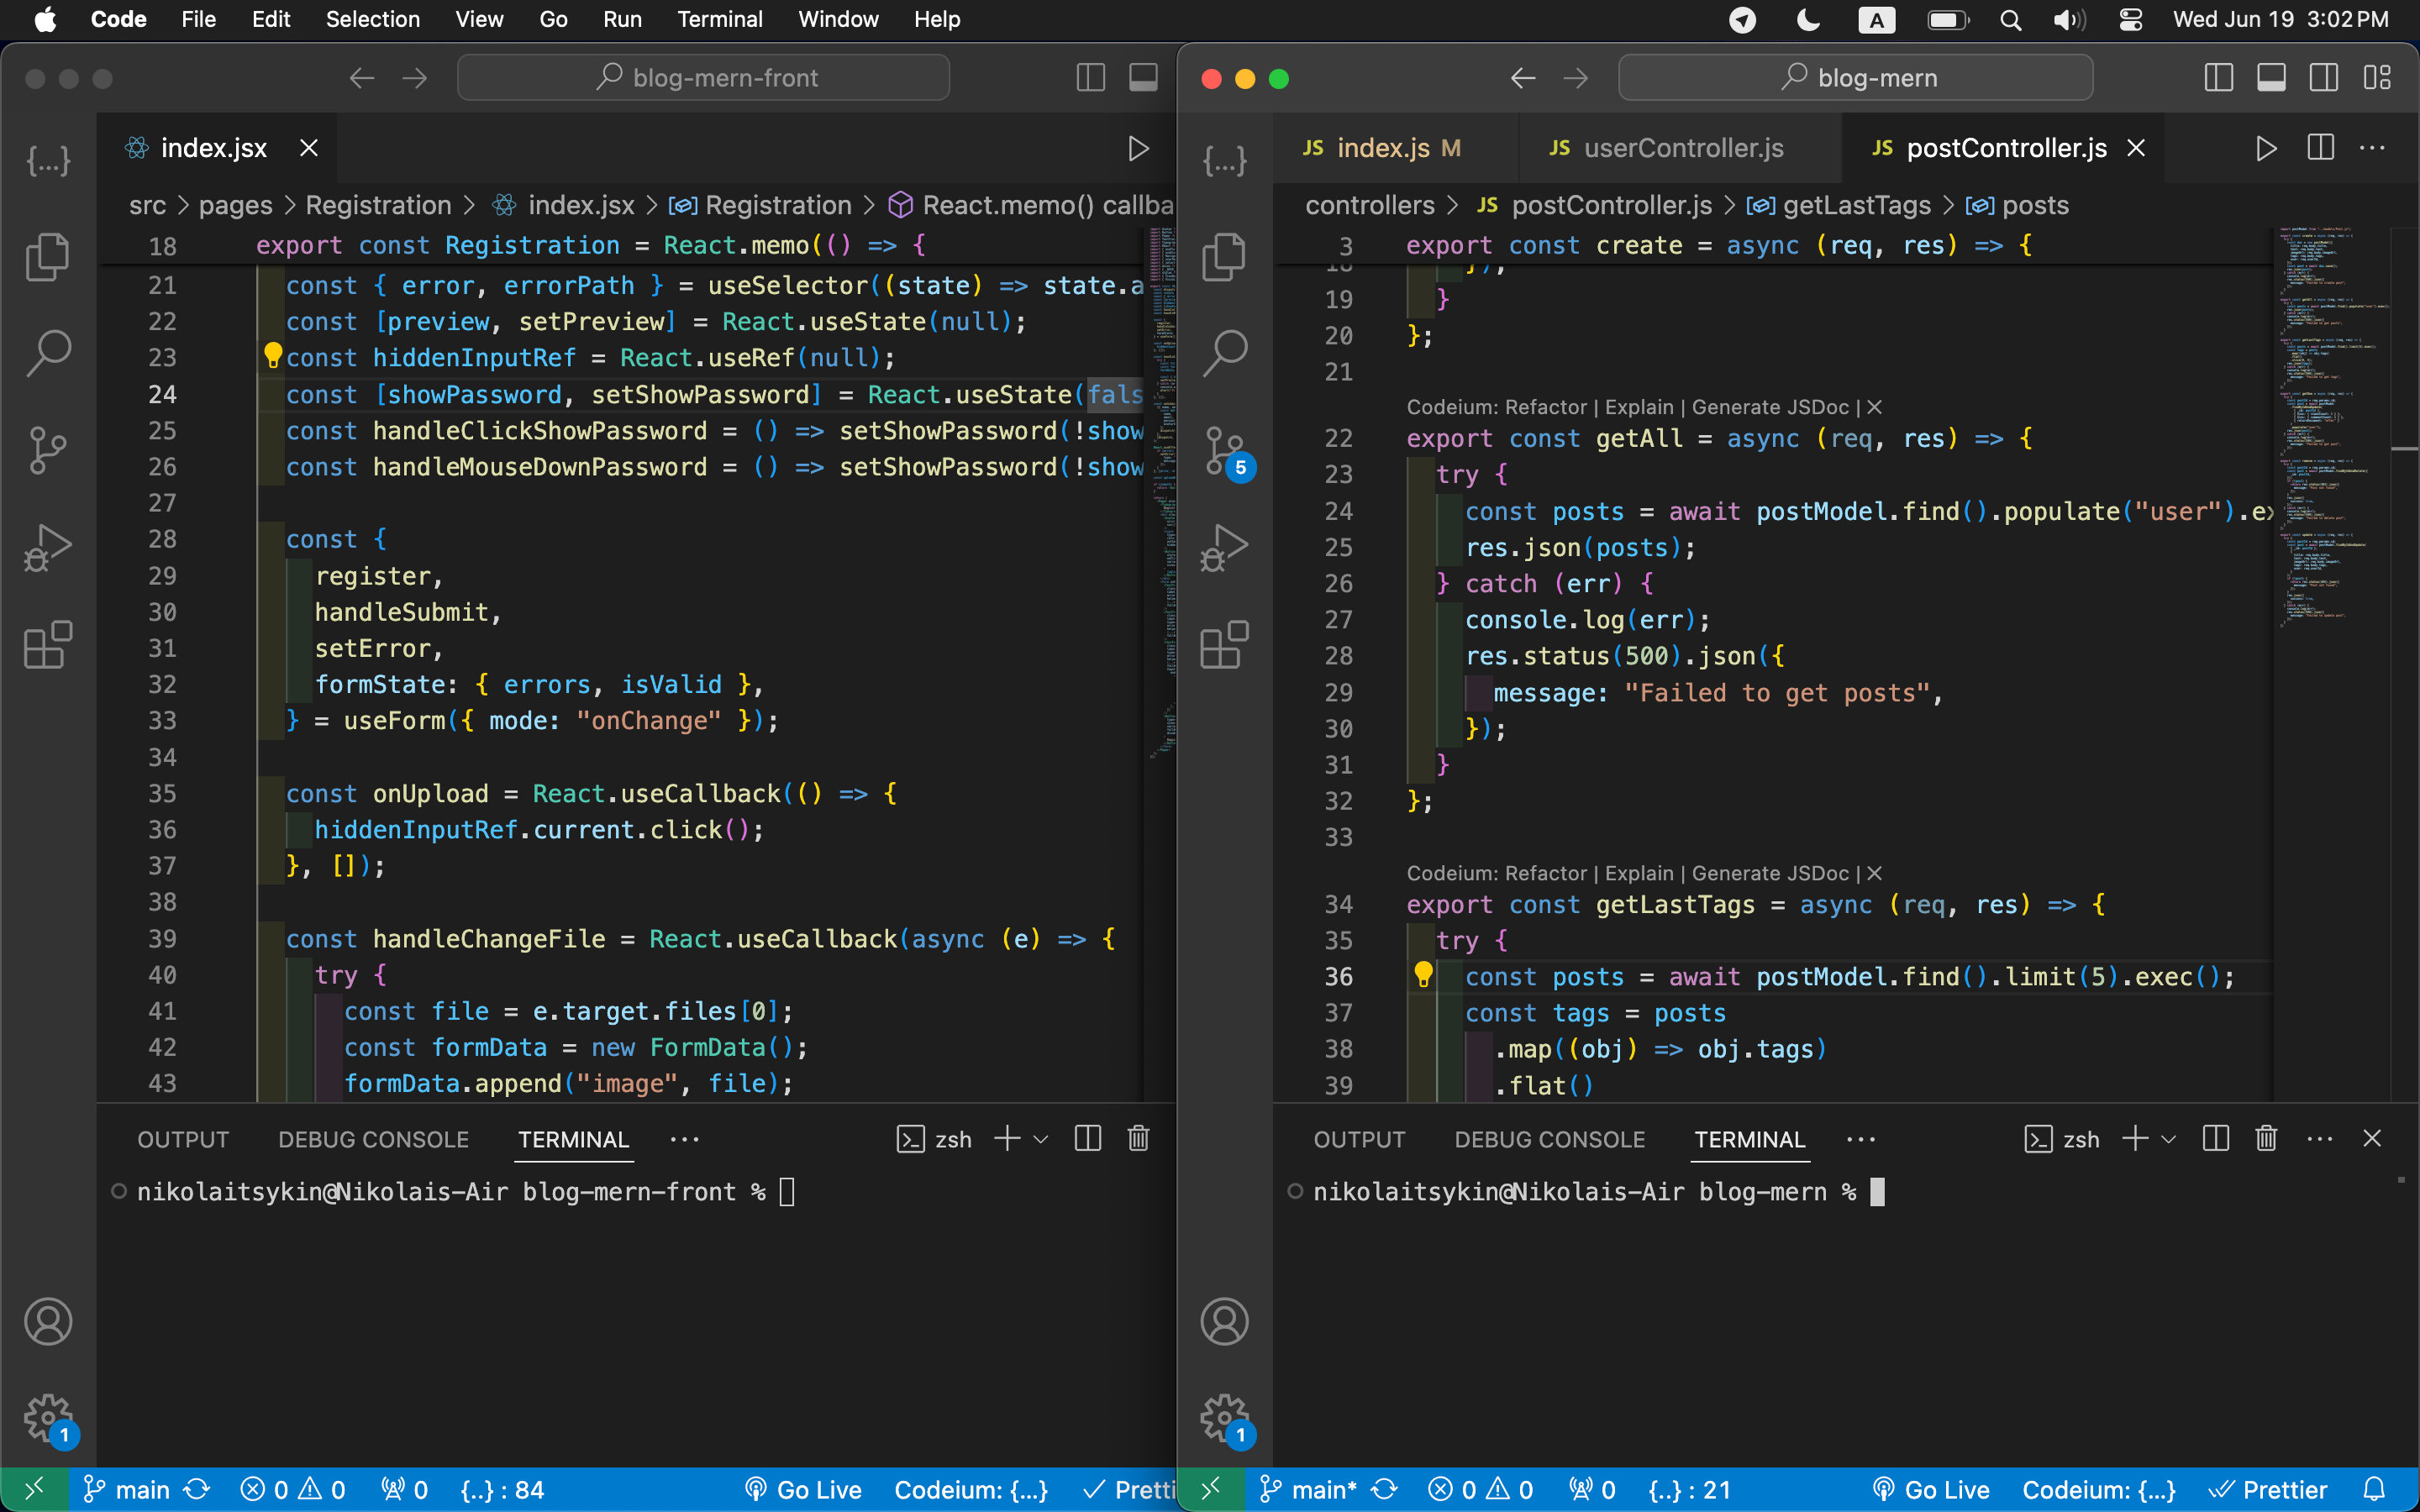 Code File Edit Selection View Go Run Terminal Window Help
A
Wed Jun 19 3:02 PM
blog-mern-front
index.jsx
src > pages > Registration > index.jsx > Registration > React.memo() callba
18 export const Registration = React.memo(() => {
21 const { error, errorPath } = useSelector((state) => state.a
22 const [preview, setPreview] = React.useState(null);
23 const hiddenInputRef = React.useRef(null);
24 const [showPassword, setShowPassword] = React.useState(fals
25 const handleClickShowPassword = () => setShowPassword(!show
26 const handleMouseDownPassword = () => setShowPassword(!show
27
28 const {
29 register,
30 handleSubmit,
31 setError,
32 formState: { errors, isValid },
33 } = useForm({ mode: "onChange" });
34
35 const onUpload = React.useCallback(() => {
36 hiddenInputRef.current.click();
37 }, []);
38
39 const handleChangeFile = React.useCallback(async (e) => {
40 try {
41 const file = e.target.files[0];
42 const formData = new FormData();
43 formData.append("image", file);
OUTPUT DEBUG CONSOLE TERMINAL ··· zsh
nikolaitsykin@Nikolais-Air blog-mern-front %
1
main 0 0 0 {..} : 84 Go Live Codeium: {...} Pretti
blog-mern
JS index.js M JS userController.js JS postController.js
controllers > JS postController.js > getLastTags > posts
3 export const create = async (req, res) => {
19 }
20 };
21
Codeium: Refactor | Explain | Generate JSDoc | X
22 export const getAll = async (req, res) => {
23 try {
24 const posts = await postModel.find().populate("user").ex
25 res.json(posts);
26 } catch (err) {
27 console.log(err);
28 res.status(500).json({
29 message: "Failed to get posts",
30 });
31 }
32 };
33
Codeium: Refactor | Explain | Generate JSDoc | X
34 export const getLastTags = async (req, res) => {
35 try {
36 const posts = await postModel.find().limit(5).exec();
37 const tags = posts
38 .map((obj) => obj.tags)
39 .flat()
5
OUTPUT DEBUG CONSOLE TERMINAL ··· zsh
nikolaitsykin@Nikolais-Air blog-mern %
1
main* 0 0 0 {..} : 21 Go Live Codeium: {...} Prettier